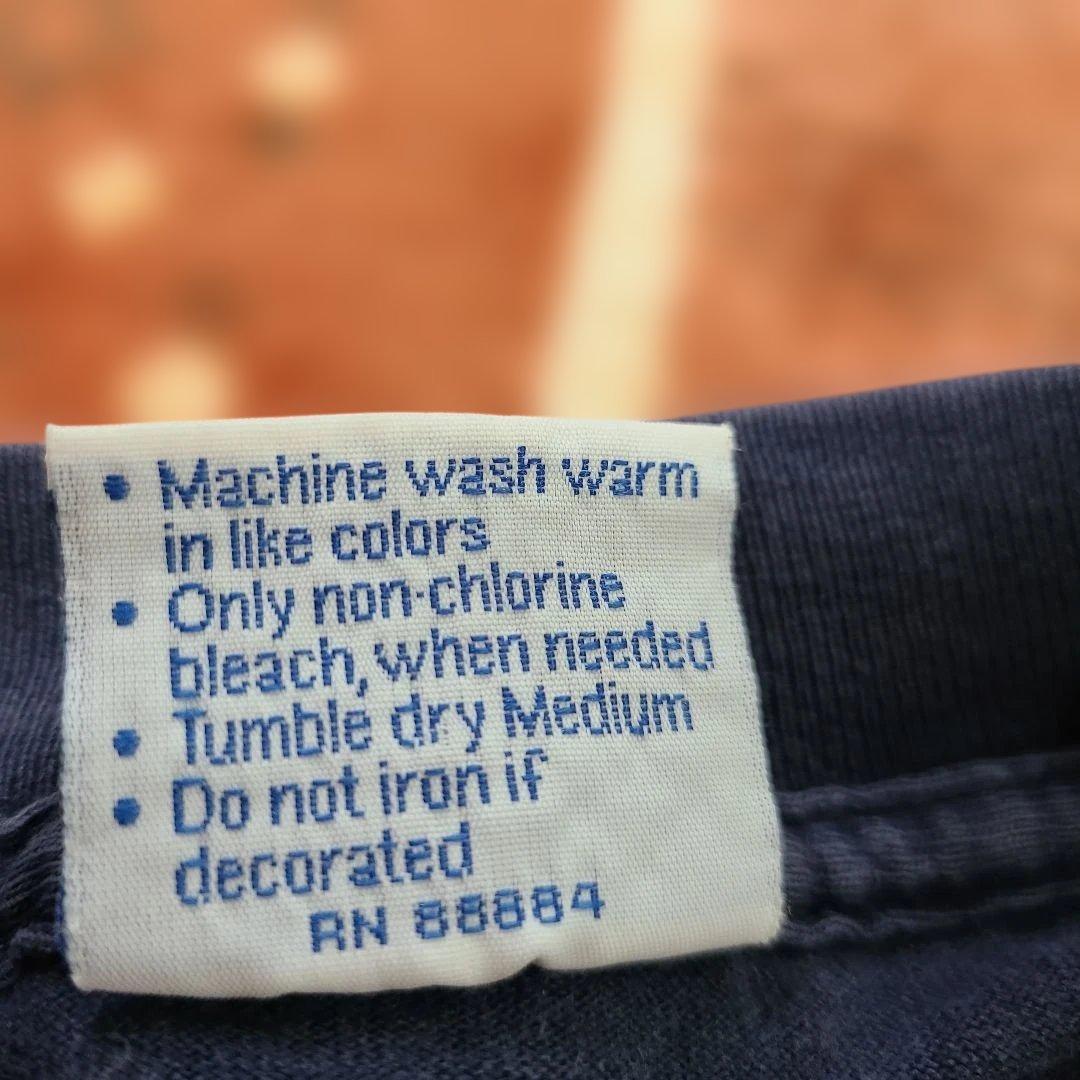 • Machine wash warm
in like colors
• Only non-chlorine
bleach, when needed
• Tumble dry Medium
• Do not iron if
decorated
RN 88884